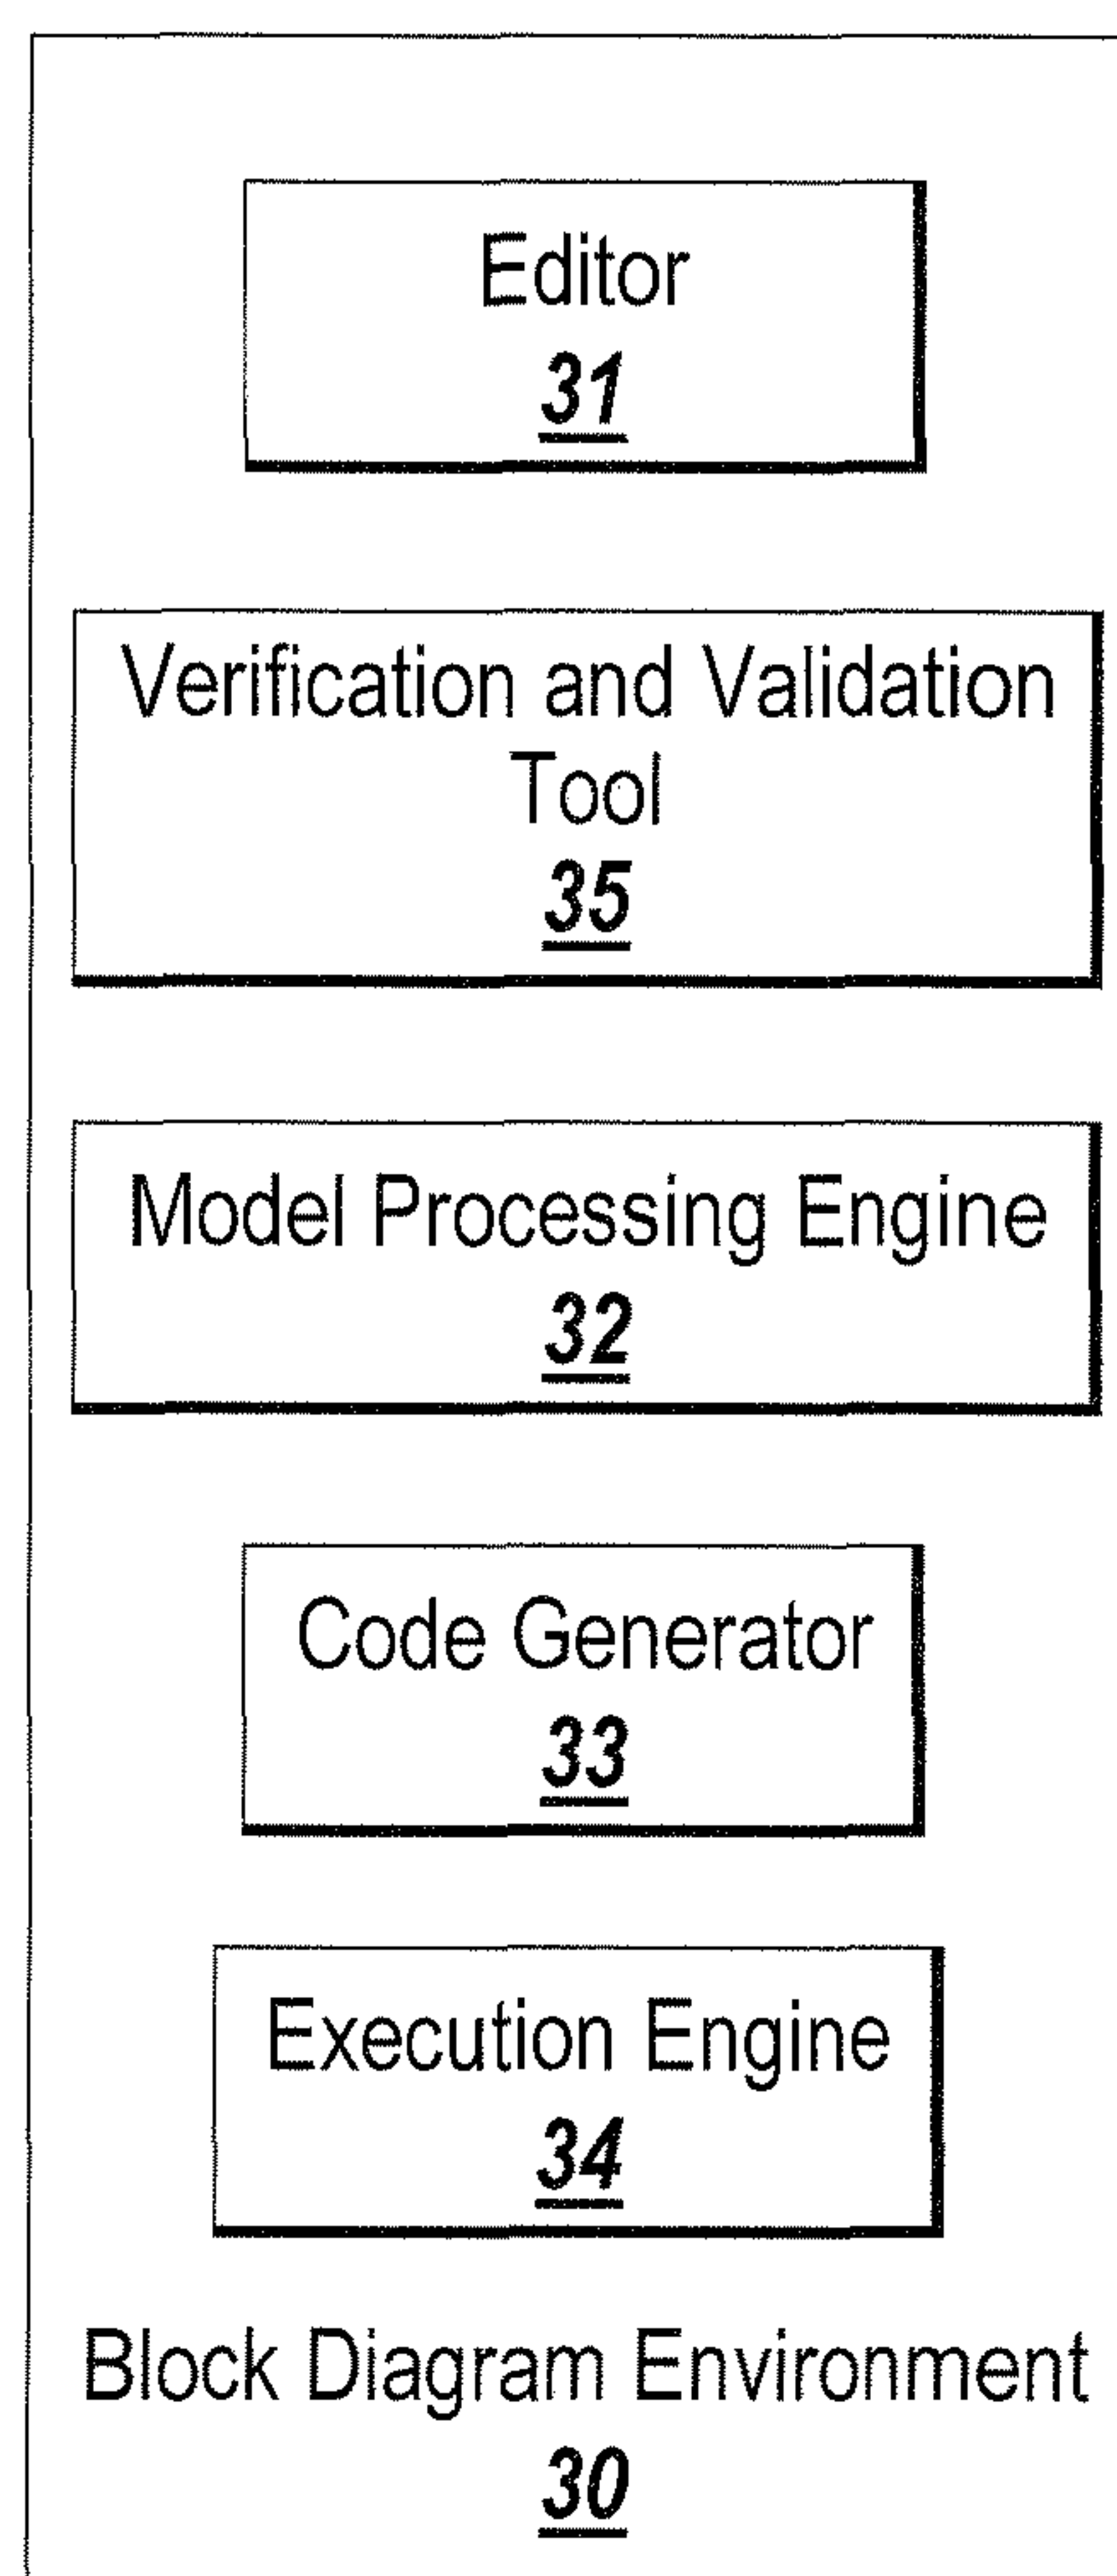 Editor
31
Verification and Validation
Tool
35
Model Processing Engine
32
Code Generator
33
Execution Engine
34
Block Diagram Environment
30